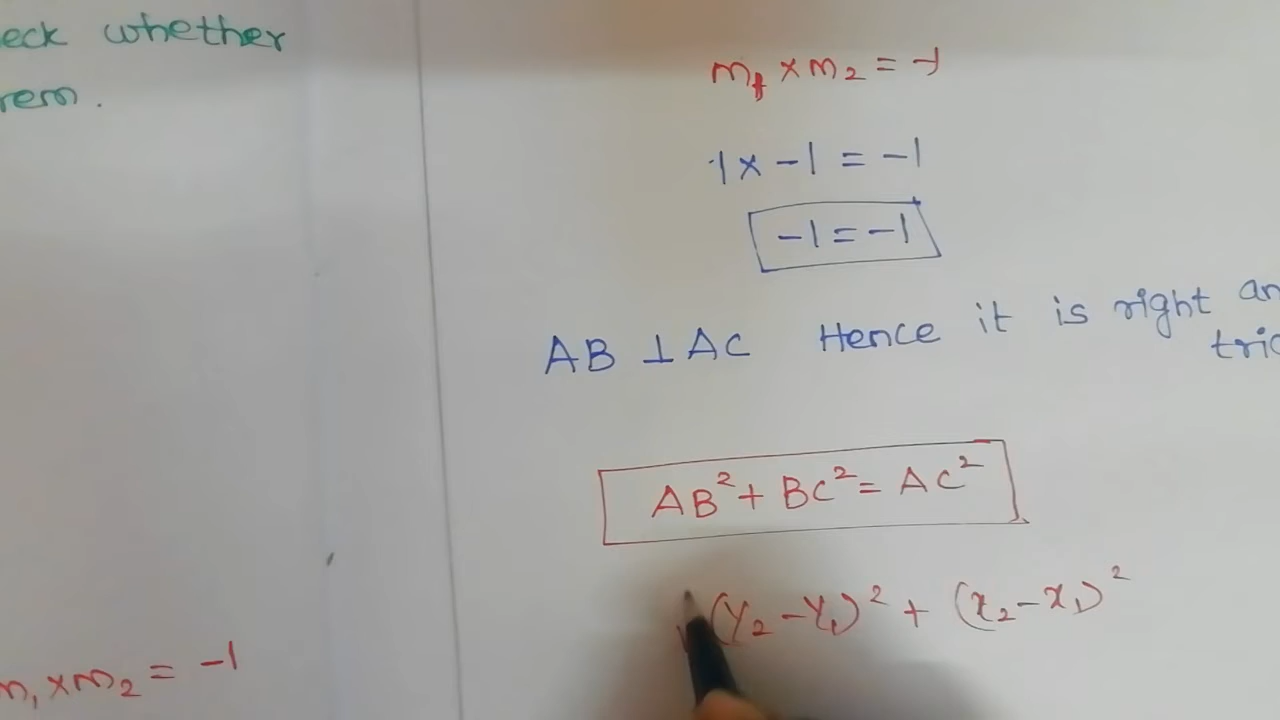 eck whether
rem.
m₁ × m₂ = -1
m₁ × m₂ = -1
1 × -1 = -1
-1 = -1
AB ⊥ AC Hence it is right an
tri
AB² + BC² = AC²
(Y₂ - Y₁)² + (x₂ - x₁)²